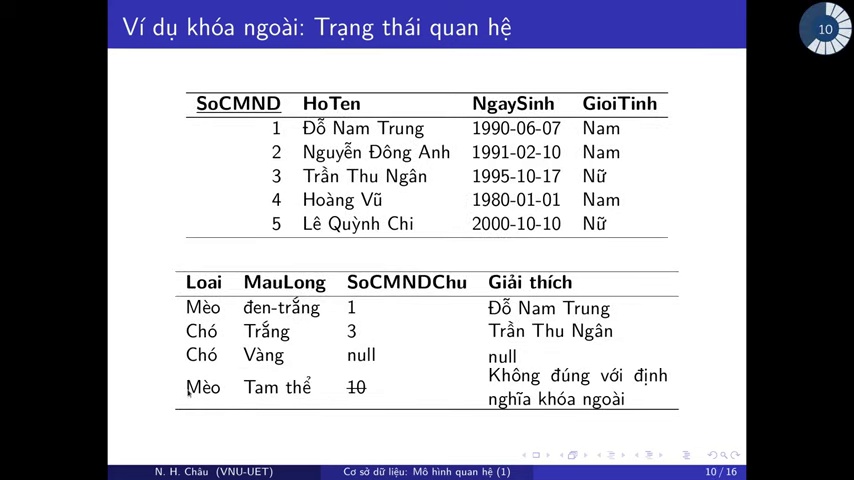 Ví dụ khóa ngoài: Trạng thái quan hệ
10
SoCMND HoTen NgaySinh GioiTinh
1 Đỗ Nam Trung 1990-06-07 Nam
2 Nguyễn Đông Anh 1991-02-10 Nam
3 Trần Thu Ngân 1995-10-17 Nữ
4 Hoàng Vũ 1980-01-01 Nam
5 Lê Quỳnh Chi 2000-10-10 Nữ
Loai MauLong SoCMNDChu Giải thích
Mèo đen-trắng 1 Đỗ Nam Trung
Chó Trắng 3 Trần Thu Ngân
Chó Vàng null null
Mèo Tam thể 10 Không đúng với định
nghĩa khóa ngoài
N. H. Châu (VNU-UET) Cơ sở dữ liệu: Mô hình quan hệ (1) 10 / 16